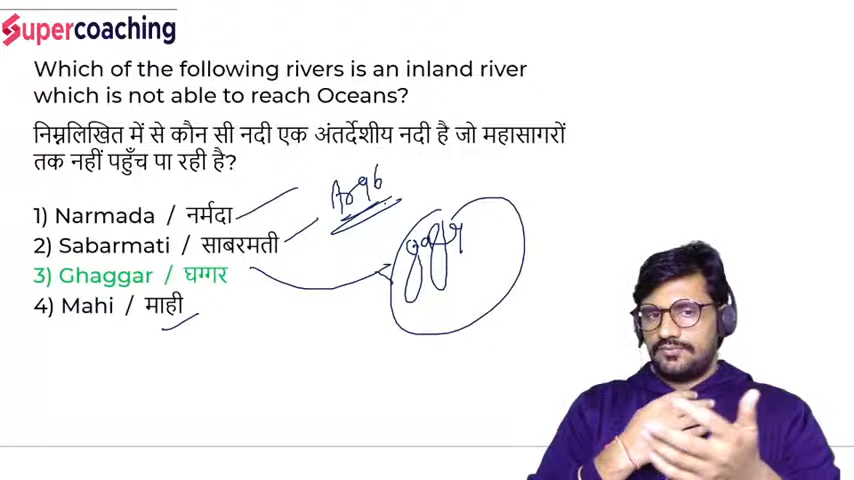 Supercoaching
Which of the following rivers is an inland river
which is not able to reach Oceans?
निम्नलिखित में से कौन सी नदी एक अंतर्देशीय नदी है जो महासागरों
तक नहीं पहुँच पा रही है?
Arab
1) Narmada / नर्मदा
2) Sabarmati / साबरमती
3) Ghaggar / घग्गर
4) Mahi / माही